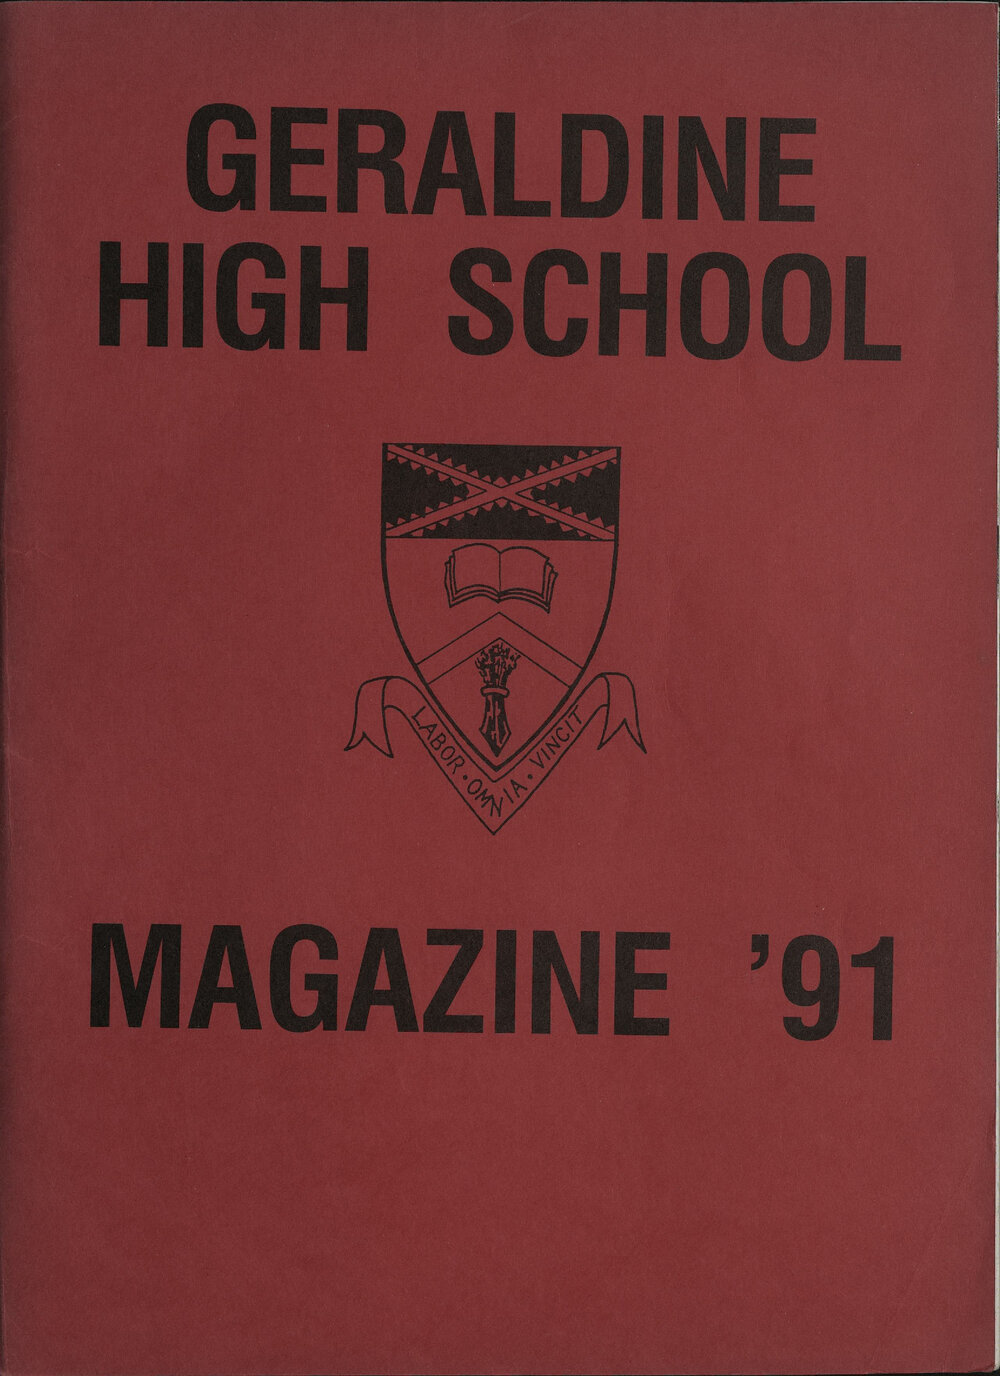 GERALDINE
HIGH SCHOOL
LABOR · OMNIA · VINCIT
MAGAZINE '91